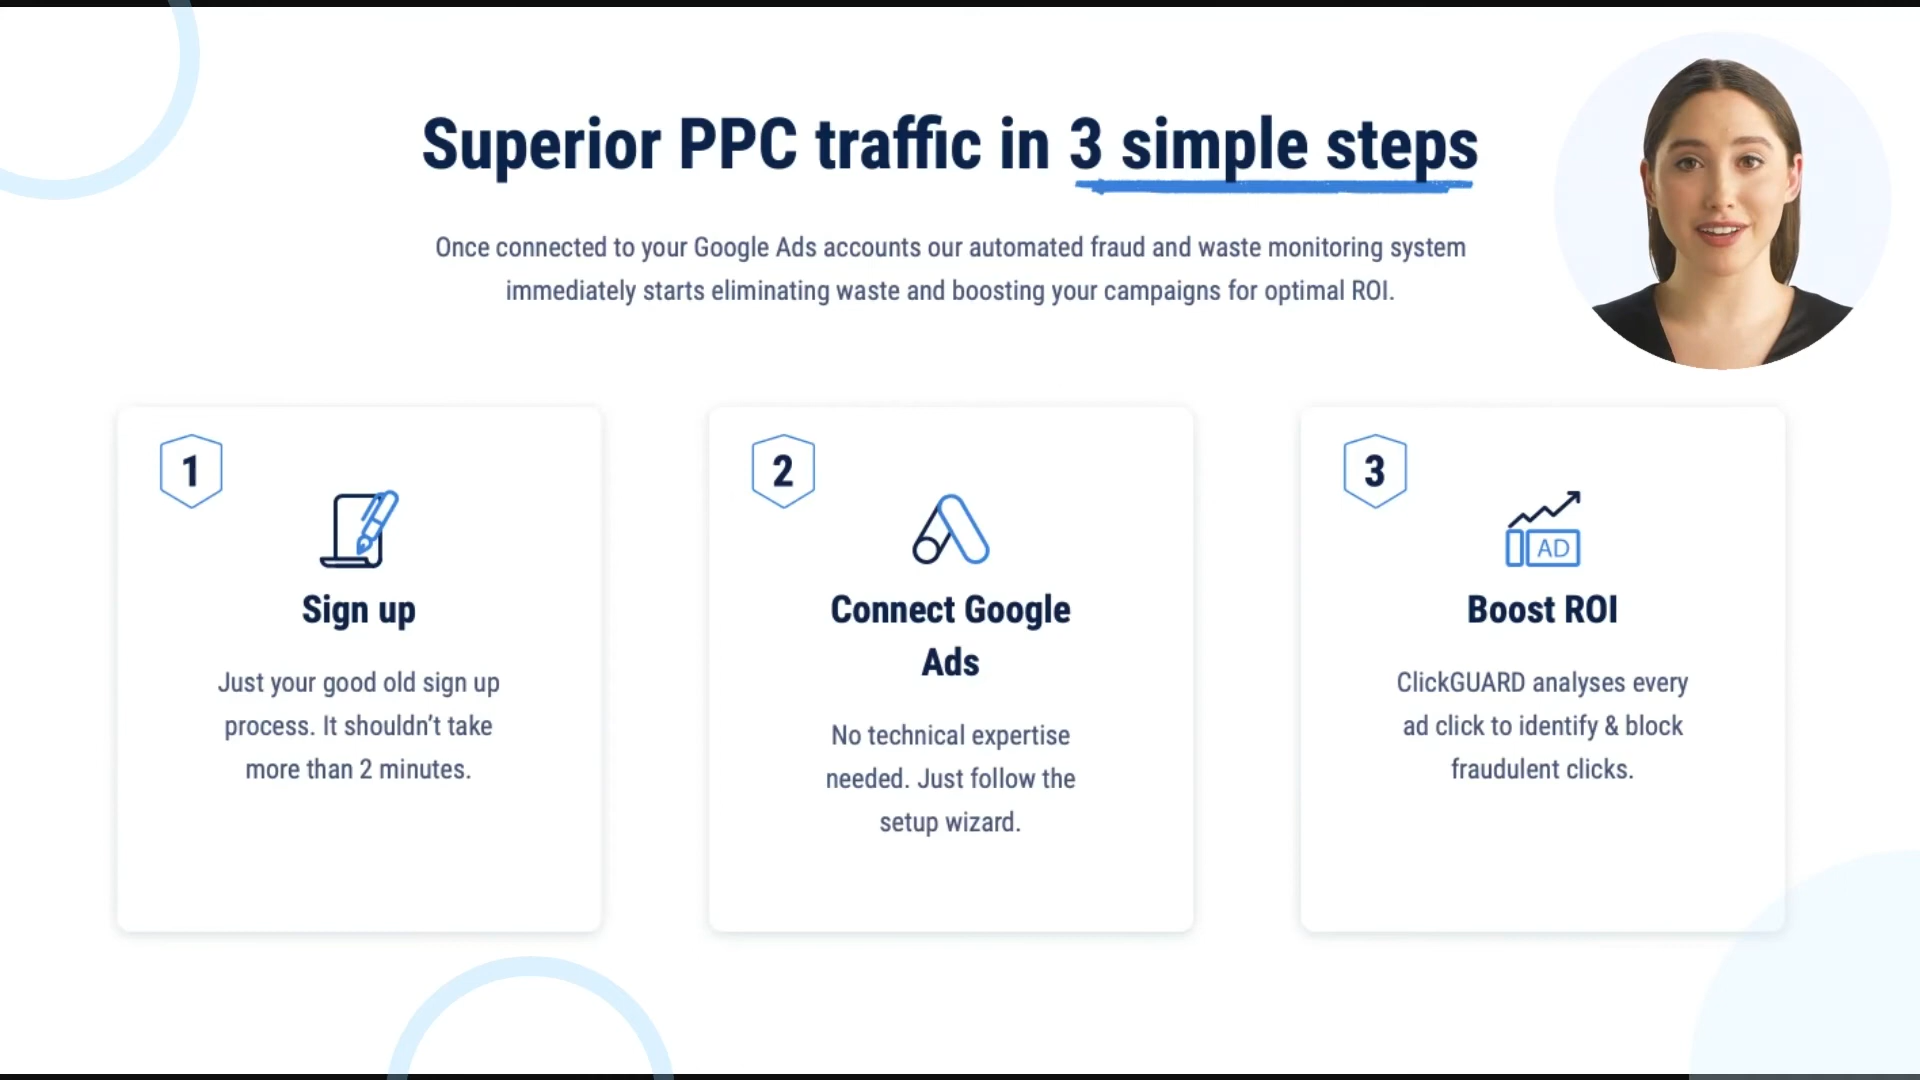 Superior PPC traffic in 3 simple steps
Once connected to your Google Ads accounts our automated fraud and waste monitoring system
immediately starts eliminating waste and boosting your campaigns for optimal ROI.
1
Sign up
Just your good old sign up
process. It shouldn’t take
more than 2 minutes.
2
Connect Google
Ads
No technical expertise
needed. Just follow the
setup wizard.
3
AD
Boost ROI
ClickGUARD analyses every
ad click to identify & block
fraudulent clicks.